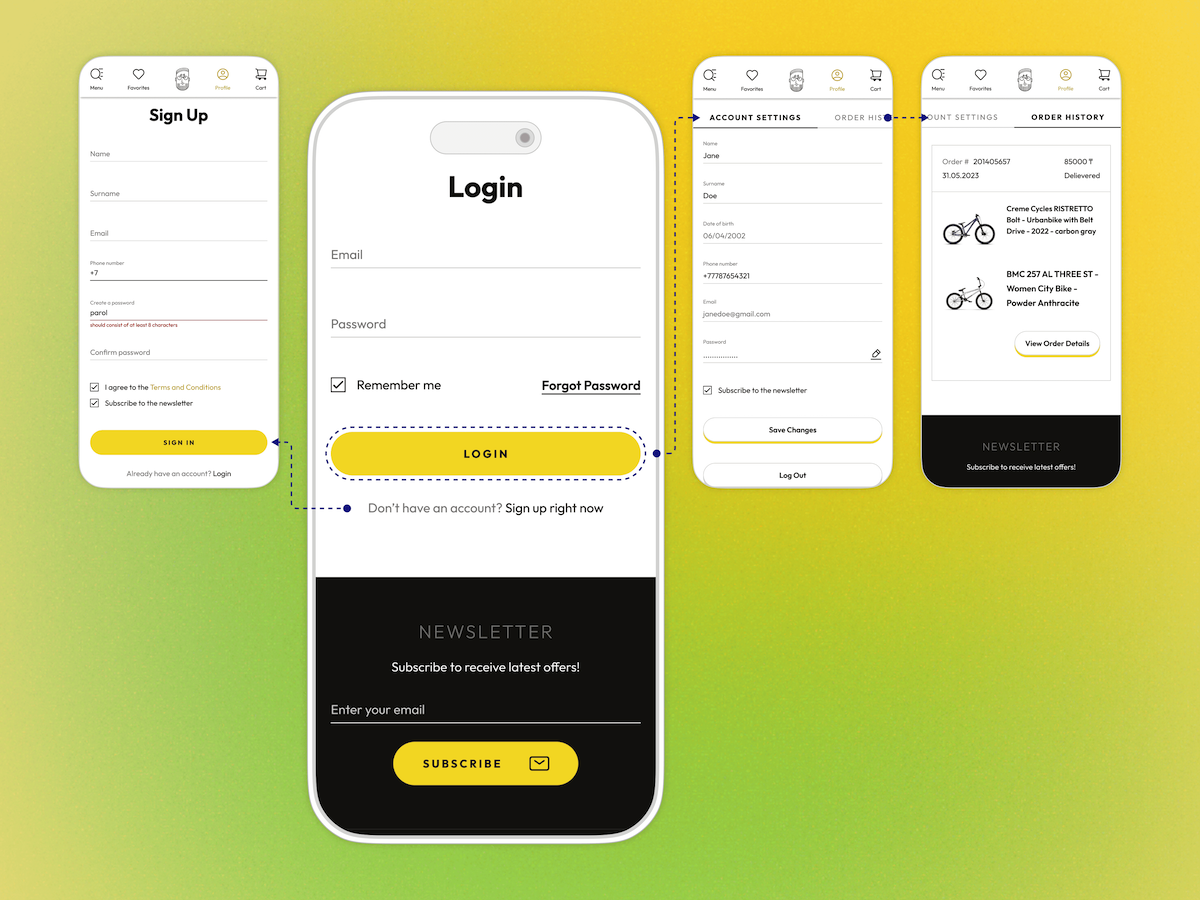 Menu Favorites Profile Cart
Sign Up
Name
Surname
Email
Phone number
+7
Create a password
parol
should consist of at least 8 characters
Confirm password
I agree to the Terms and Conditions
Subscribe to the newsletter
SIGN IN
Already have an account? Login
Login
Email
Password
Remember me Forgot Password
LOGIN
Don't have an account? Sign up right now
NEWSLETTER
Subscribe to receive latest offers!
Enter your email
SUBSCRIBE
Menu Favorites Profile Cart
ACCOUNT SETTINGS ORDER HIS
Name
Jane
Surname
Doe
Date of birth
06/04/2002
Phone number
+77787654321
Email
janedoe@gmail.com
Password
................
Subscribe to the newsletter
Save Changes
Log Out
Menu Favorites Profile Cart
OUNT SETTINGS ORDER HISTORY
Order # 201405657 85000 ₸
31.05.2023 Delievered
Creme Cycles RISTRETTO
Bolt - Urbanbike with Belt
Drive - 2022 - carbon gray
BMC 257 AL THREE ST -
Women City Bike -
Powder Anthracite
View Order Details
NEWSLETTER
Subscribe to receive latest offers!